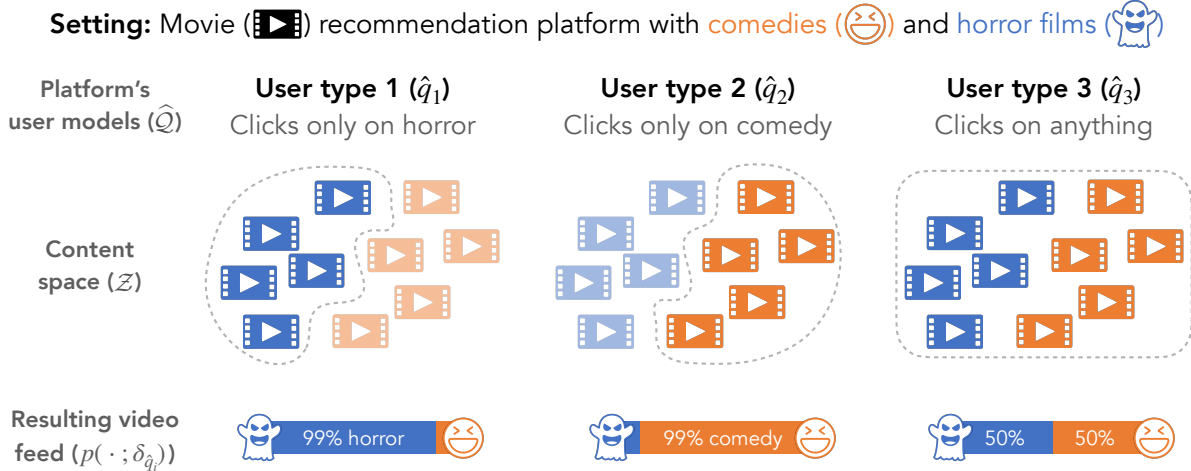 Setting: Movie ( ) recommendation platform with comedies ( ) and horror films ( )
Platform's
user models (𝒬̂)
User type 1 (q̂₁)
Clicks only on horror
User type 2 (q̂₂)
Clicks only on comedy
User type 3 (q̂₃)
Clicks on anything
Content
space (𝒵)
Resulting video
feed (p( · ; δ_q̂ᵢ))
99% horror
99% comedy
50%
50%